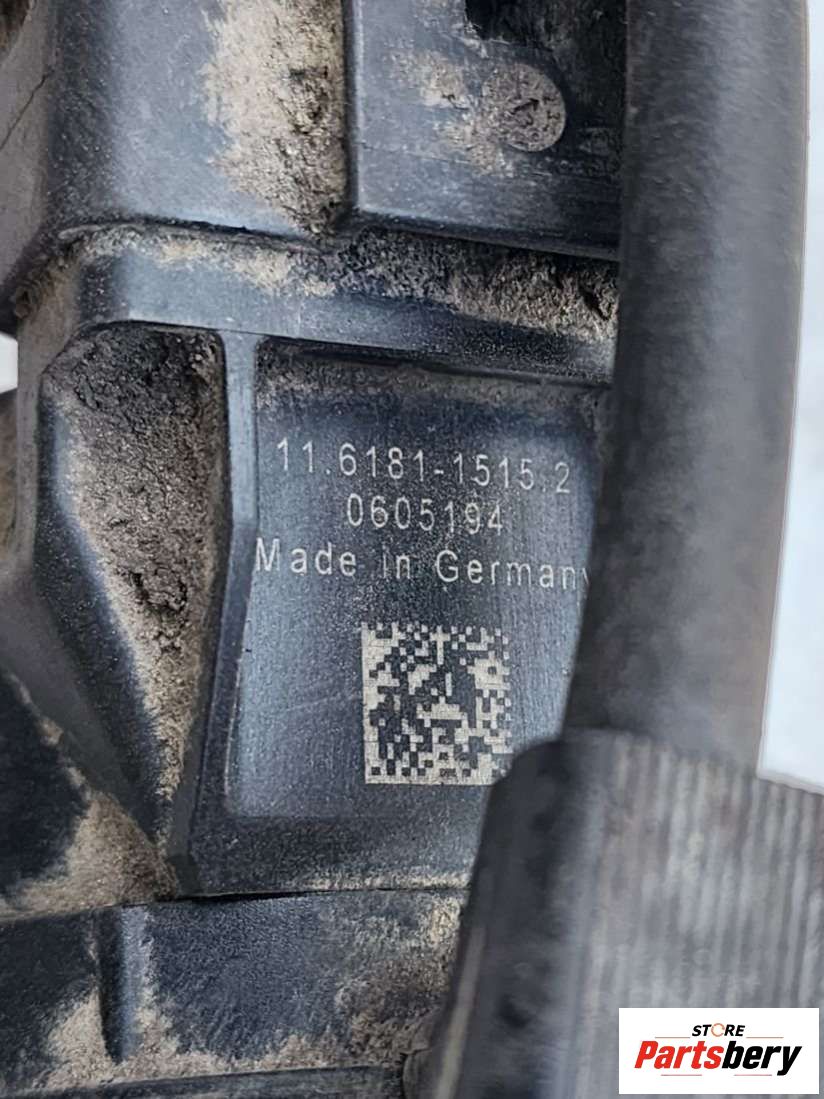 11.6181-1515.2
0605194
Made in Germany
STORE
Partsbery